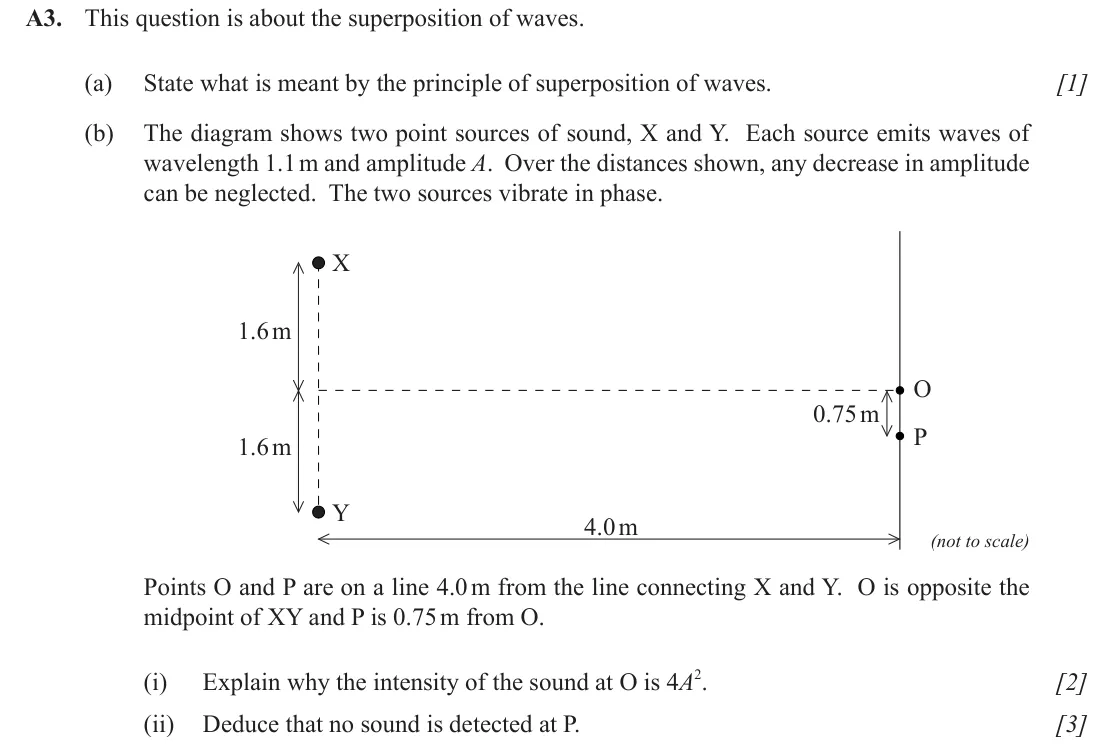 A3. This question is about the superposition of waves.
(a) State what is meant by the principle of superposition of waves. [1]
(b) The diagram shows two point sources of sound, X and Y. Each source emits waves of
wavelength 1.1 m and amplitude A. Over the distances shown, any decrease in amplitude
can be neglected. The two sources vibrate in phase.
X
1.6 m
O
0.75 m
P
1.6 m
Y
4.0 m
(not to scale)
Points O and P are on a line 4.0 m from the line connecting X and Y. O is opposite the
midpoint of XY and P is 0.75 m from O.
(i) Explain why the intensity of the sound at O is 4A². [2]
(ii) Deduce that no sound is detected at P. [3]